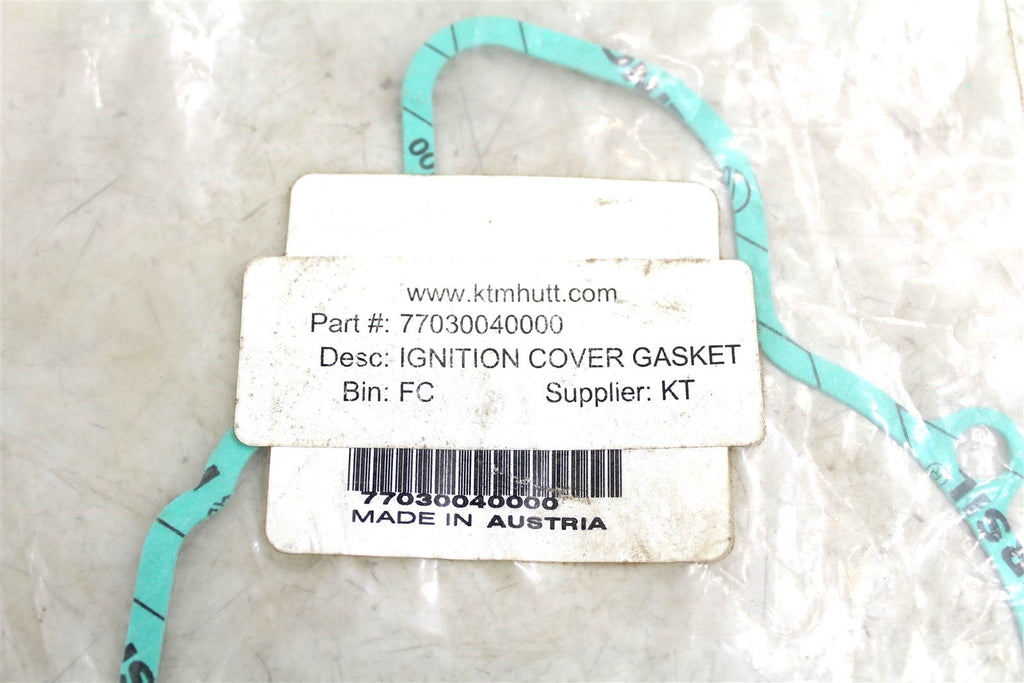 www.ktmhutt.com
Part #: 77030040000
Desc: IGNITION COVER GASKET
Bin: FC Supplier: KT
77030040000
MADE IN AUSTRIA